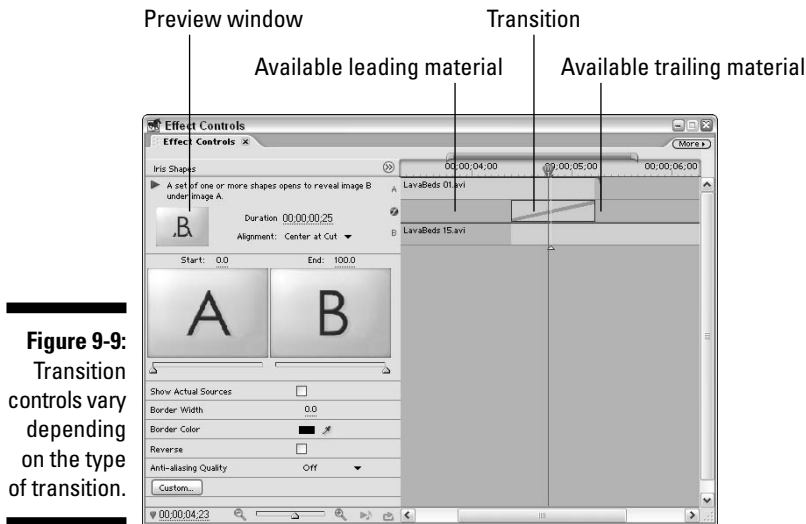 Preview window
Transition
Available leading material
Available trailing material
Effect Controls
Effect Controls
More
Iris Shapes
00;00;04;00
00;00;05;00
00;00;06;00
A set of one or more shapes opens to reveal image B
under image A.
A
LavaBeds 01.avi
B
Duration 00;00;00;25
Alignment: Center at Cut
B
LavaBeds 15.avi
Start: 0.0
End: 100.0
A
B
Show Actual Sources
Border Width 0.0
Border Color
Reverse
Anti-aliasing Quality Off
Custom...
00;00;04;23
Figure 9-9:
Transition
controls vary
depending
on the type
of transition.